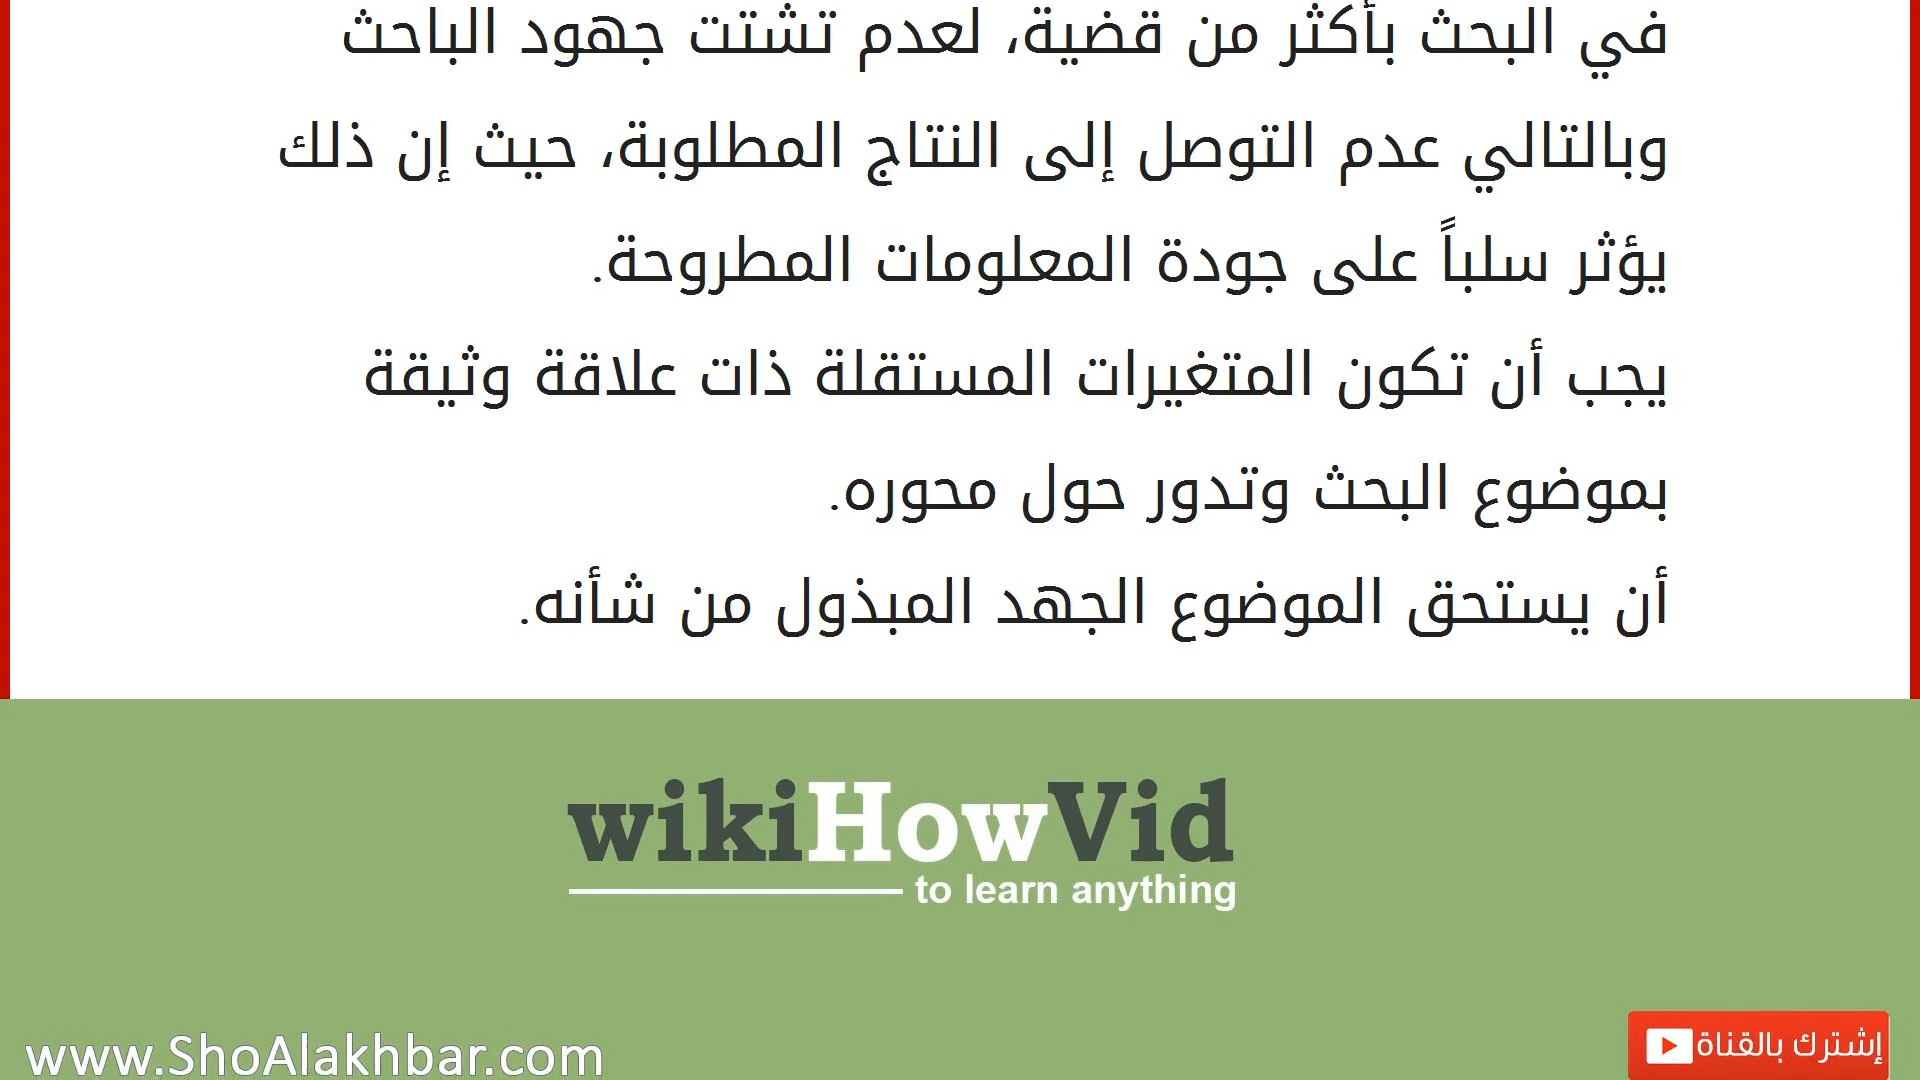 في البحث بأكثر من قضية، لعدم تشتت جهود الباحث
وبالتالي عدم التوصل إلى النتاج المطلوبة، حيث إن ذلك
يؤثر سلباً على جودة المعلومات المطروحة.
يجب أن تكون المتغيرات المستقلة ذات علاقة وثيقة
بموضوع البحث وتدور حول محوره.
أن يستحق الموضوع الجهد المبذول من شأنه.
wikiHowVid
to learn anything
www.ShoAlakhbar.com
إشترك بالقناة